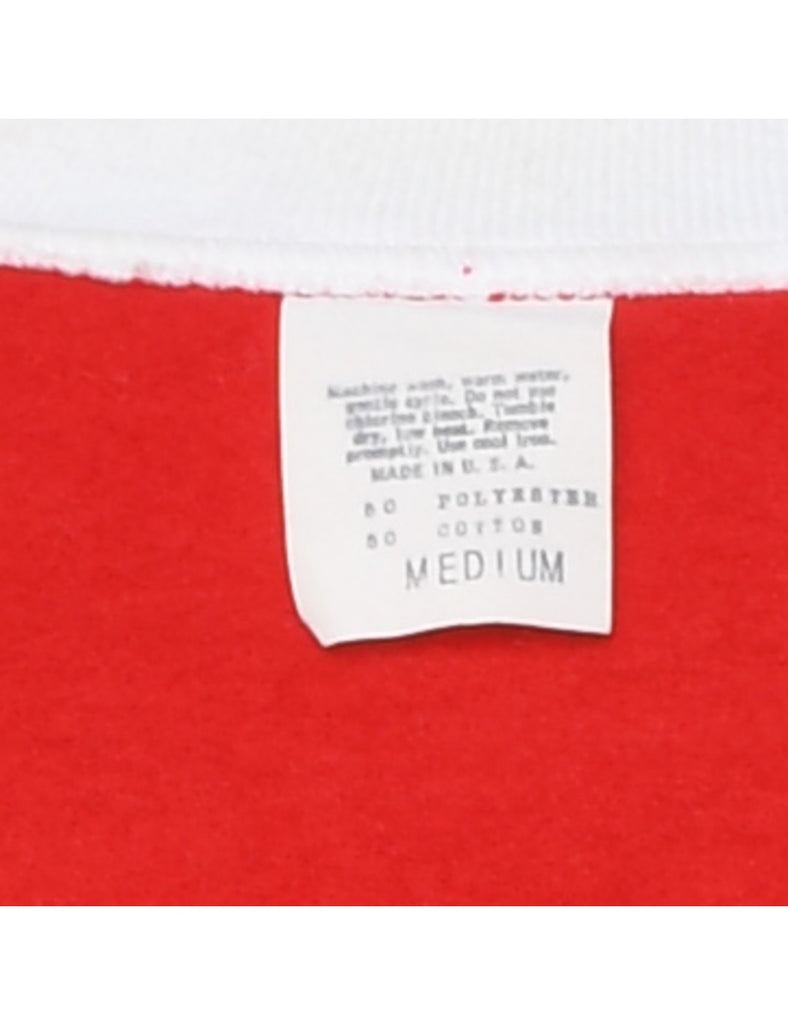 Machine wash, warm water,
gentle cycle. Do not use
chlorine bleach. Tumble
dry, low heat. Remove
promptly. Use cool iron.
MADE IN U. S. A.
50 POLYESTER
50 COTTON
MEDIUM